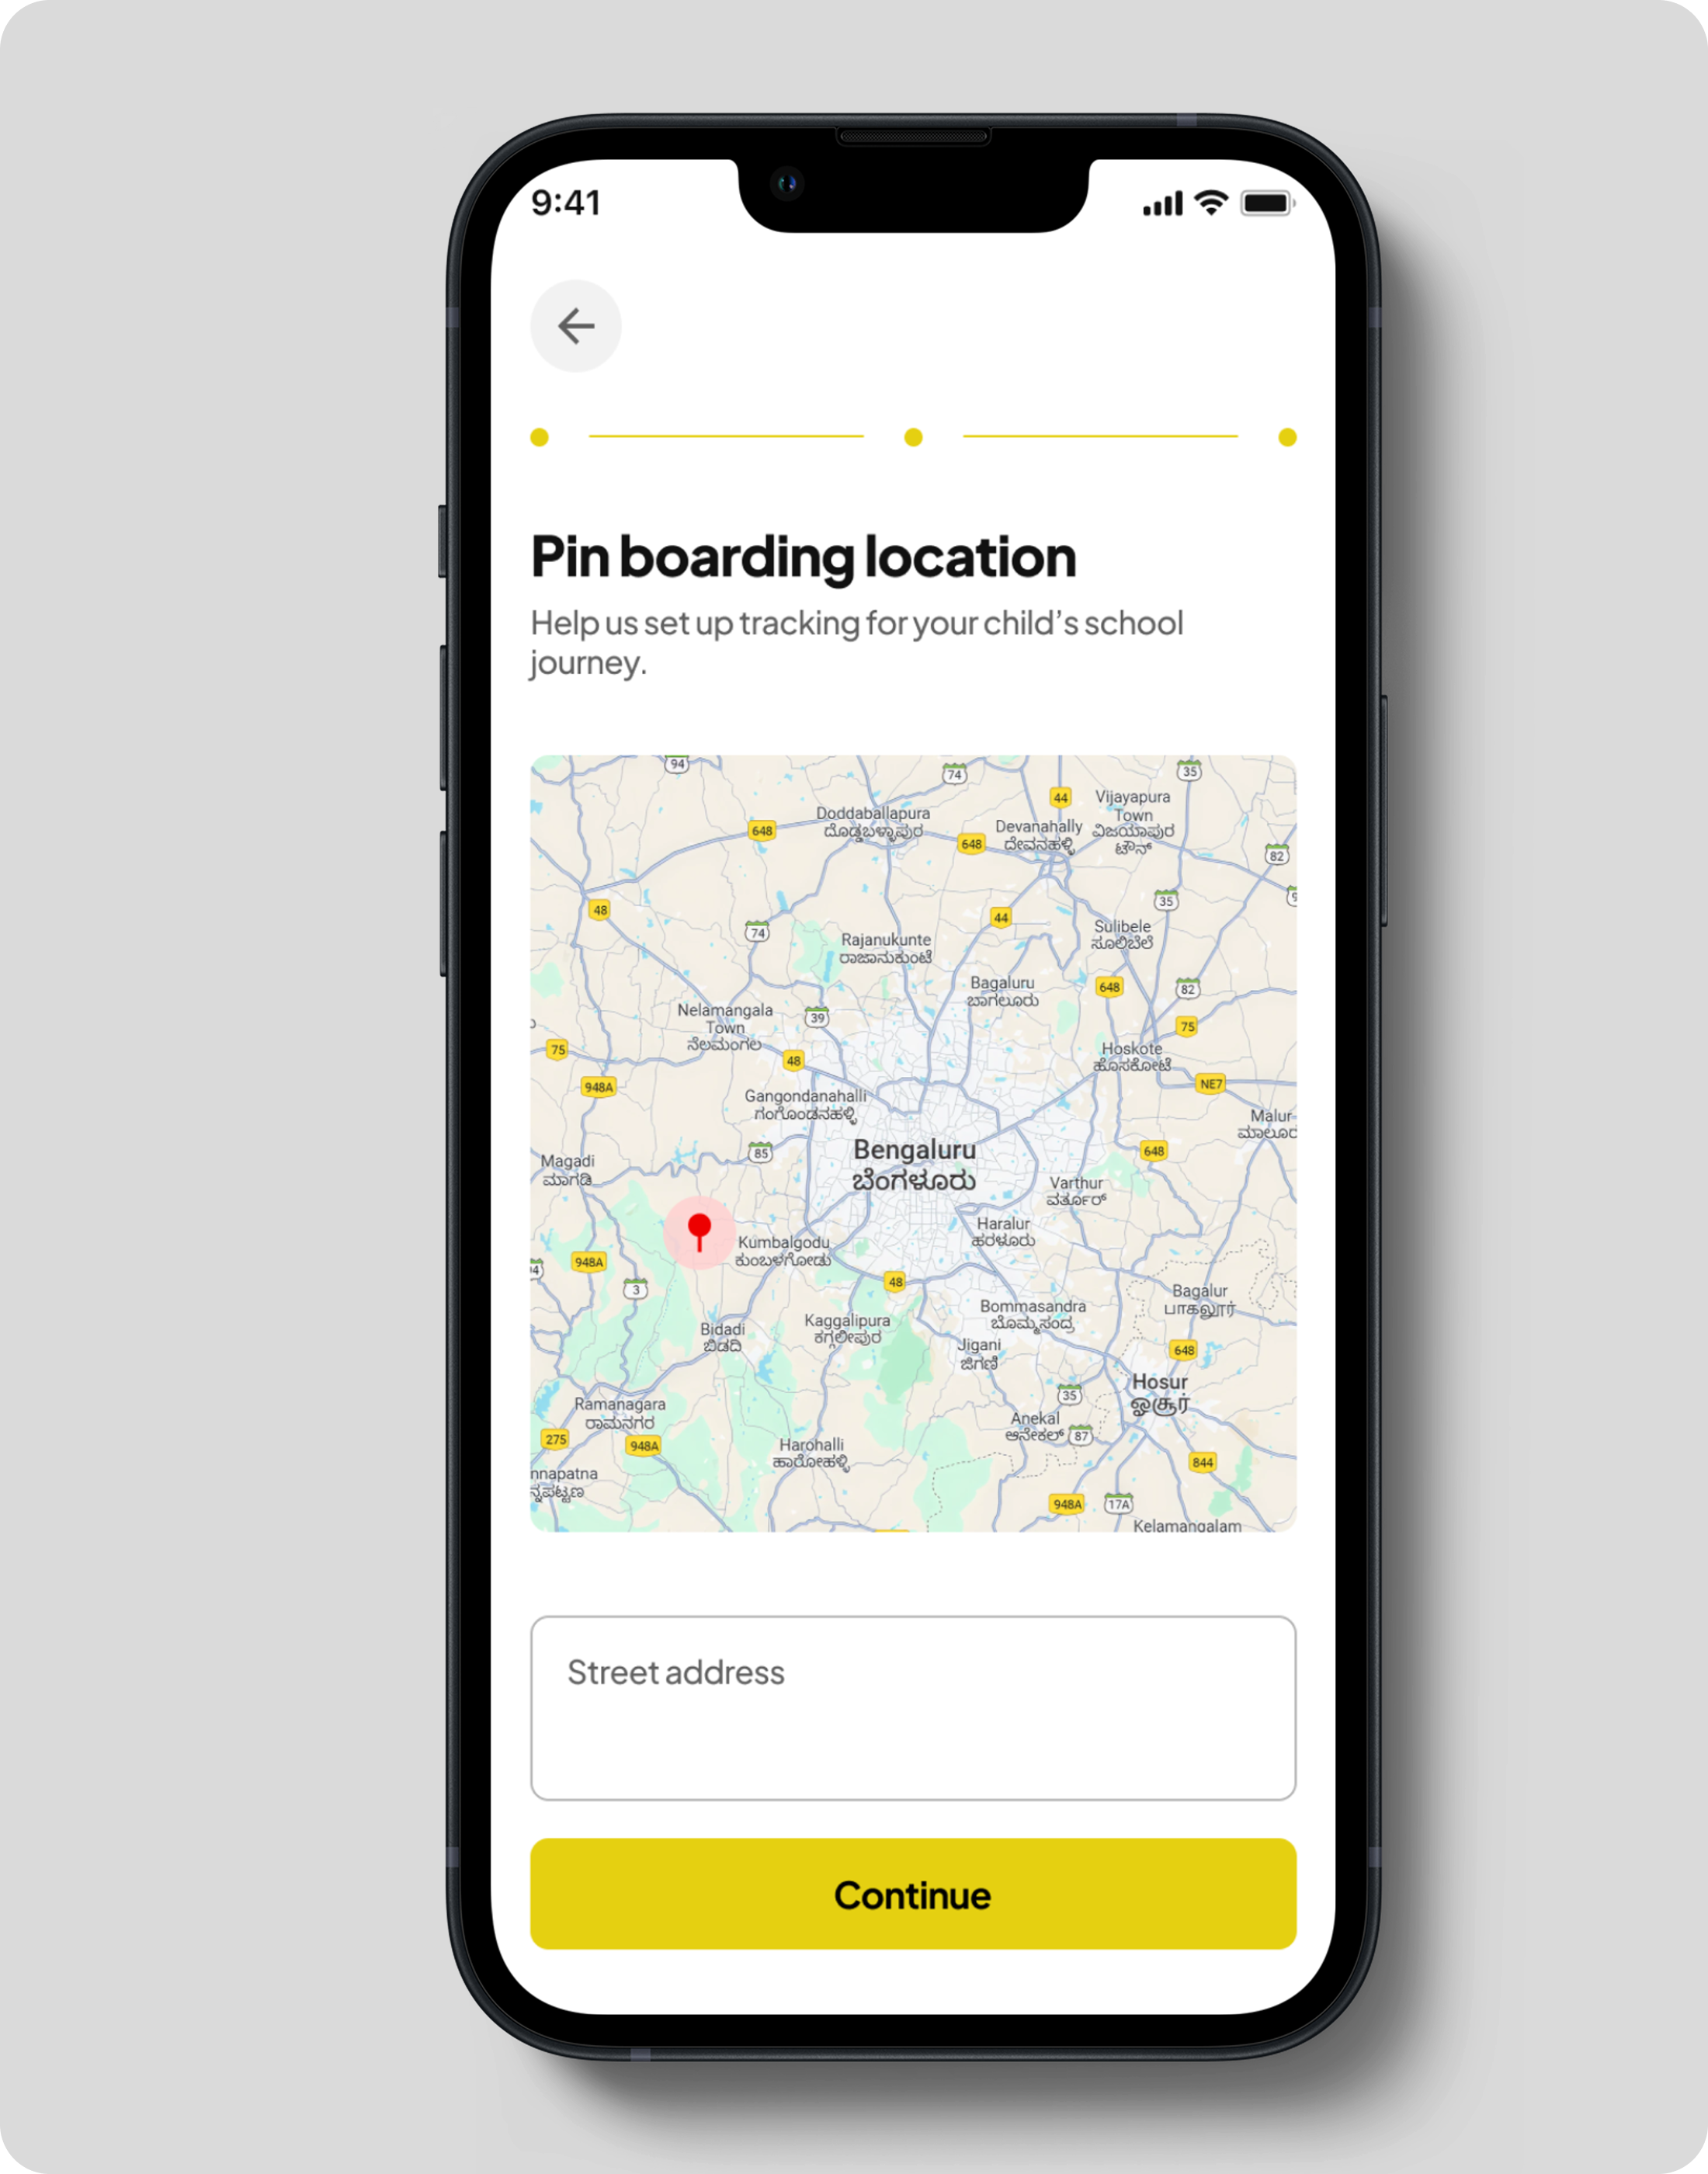 9:41
Pin boarding location
Help us set up tracking for your child's school
journey.
94
74
35
44
Vijayapura
Town
ವಿಜಯಾಪುರ
ಟೌನ್
Doddaballapura
ದೊಡ್ಡಬಳ್ಳಾಪುರ
Devanahally
ದೇವನಹಳ್ಳಿ
648
648
82
48
74
44
35
Sulibele
ಸೂಲಿಬೆಲೆ
Rajanukunte
ರಾಜಾನುಕುಂಟೆ
Bagaluru
ಬಾಗಲೂರು
648
82
Nelamangala
Town
ನೆಲಮಂಗಲ
39
75
75
48
Hoskote
ಹೊಸಕೋಟೆ
948A
NE7
Gangondanahalli
ಗಂಗೊಂಡನಹಳ್ಳಿ
Malur
ಮಾಲೂರ
85
Bengaluru
ಬೆಂಗಳೂರು
648
Magadi
ಮಾಗಡಿ
Varthur
ವರ್ತೂರ್
Haralur
ಹರಳೂರು
Kumbalgodu
ಕುಂಬಳಗೋಡು
948A
3
48
Bagalur
பாகலூர்
Bommasandra
ಬೊಮ್ಮಸಂದ್ರ
Kaggalipura
ಕಗ್ಗಲೀಪುರ
Bidadi
ಬಿಡದಿ
Jigani
ಜಿಗಣಿ
648
Hosur
ஓசூர்
35
Ramanagara
ರಾಮನಗರ
Anekal
ಆನೇಕಲ್
87
275
948A
Harohalli
ಹಾರೋಹಳ್ಳಿ
844
nnapatna
ನ್ನಪಟ್ಟಣ
948A
17A
Kelamangalam
Street address
Continue